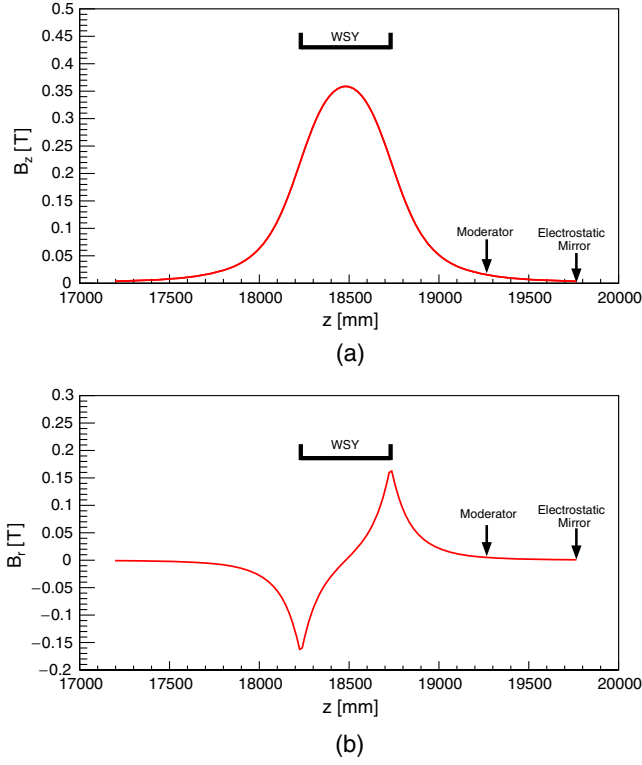 0.5
0.45
0.4
0.35
0.3
0.25
0.2
0.15
0.1
0.05
0
B_z [T]
WSY
Moderator
Electrostatic
Mirror
17000 17500 18000 18500 19000 19500 20000
z [mm]
(a)
0.3
0.25
0.2
0.15
0.1
0.05
0
−0.05
−0.1
−0.15
−0.2
B_r [T]
WSY
Moderator
Electrostatic
Mirror
17000 17500 18000 18500 19000 19500 20000
z [mm]
(b)